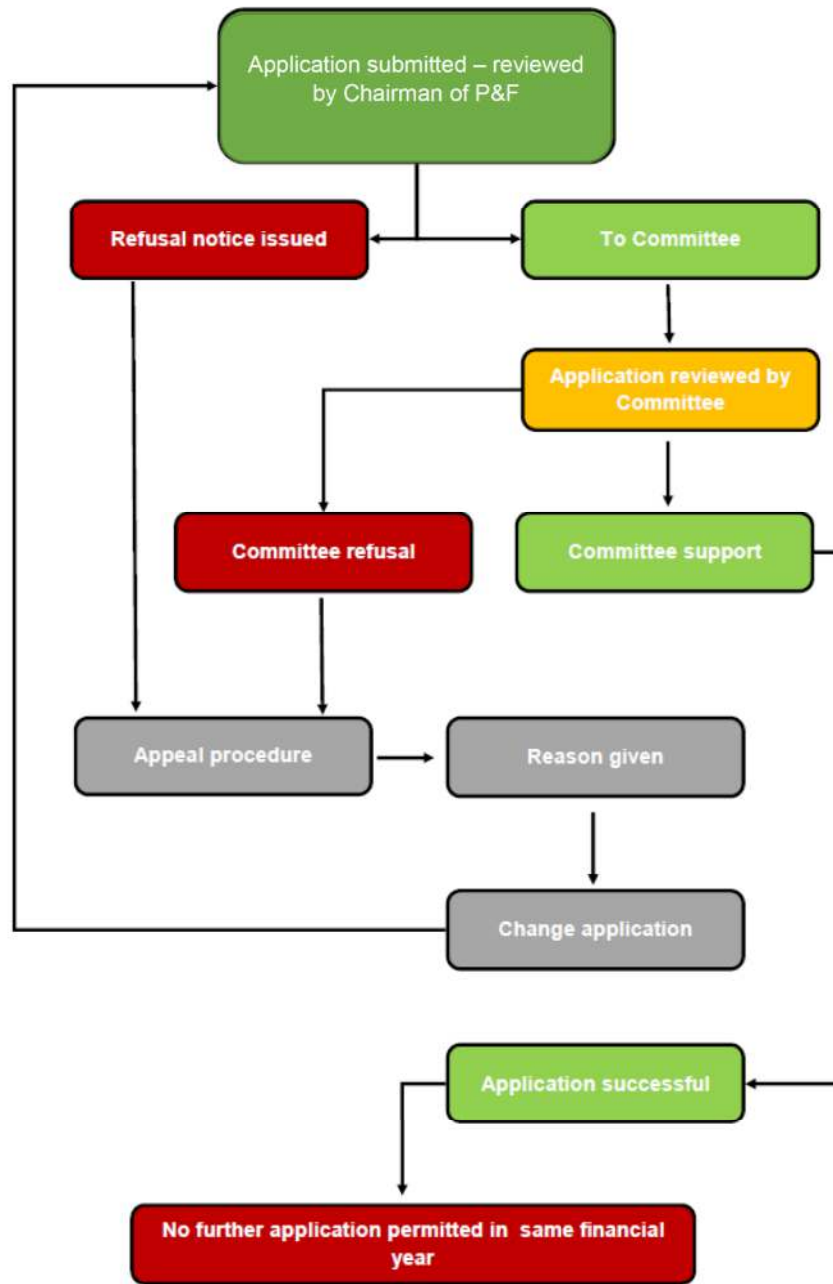 Application submitted – reviewed
by Chairman of P&F
Refusal notice issued
To Committee
Application reviewed by
Committee
Committee refusal
Committee support
Appeal procedure
Reason given
Change application
Application successful
No further application permitted in same financial
year